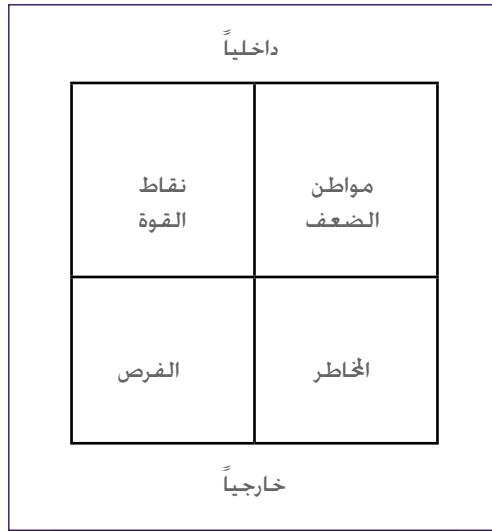 داخلياً
مواطن
الضعف
نقاط
القوة
المخاطر
الفرص
خارجياً